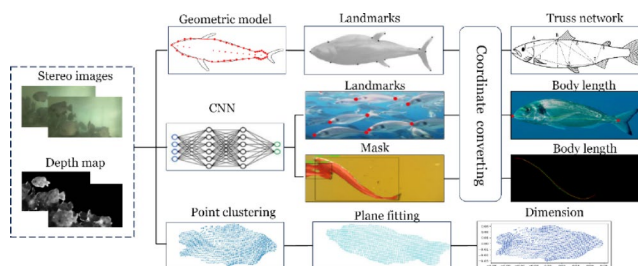 Geometric model
Landmarks
Truss network
Stereo images
CNN
Landmarks
Coordinate converting
Body length
Depth map
Mask
Body length
Point clustering
Plane fitting
Dimension